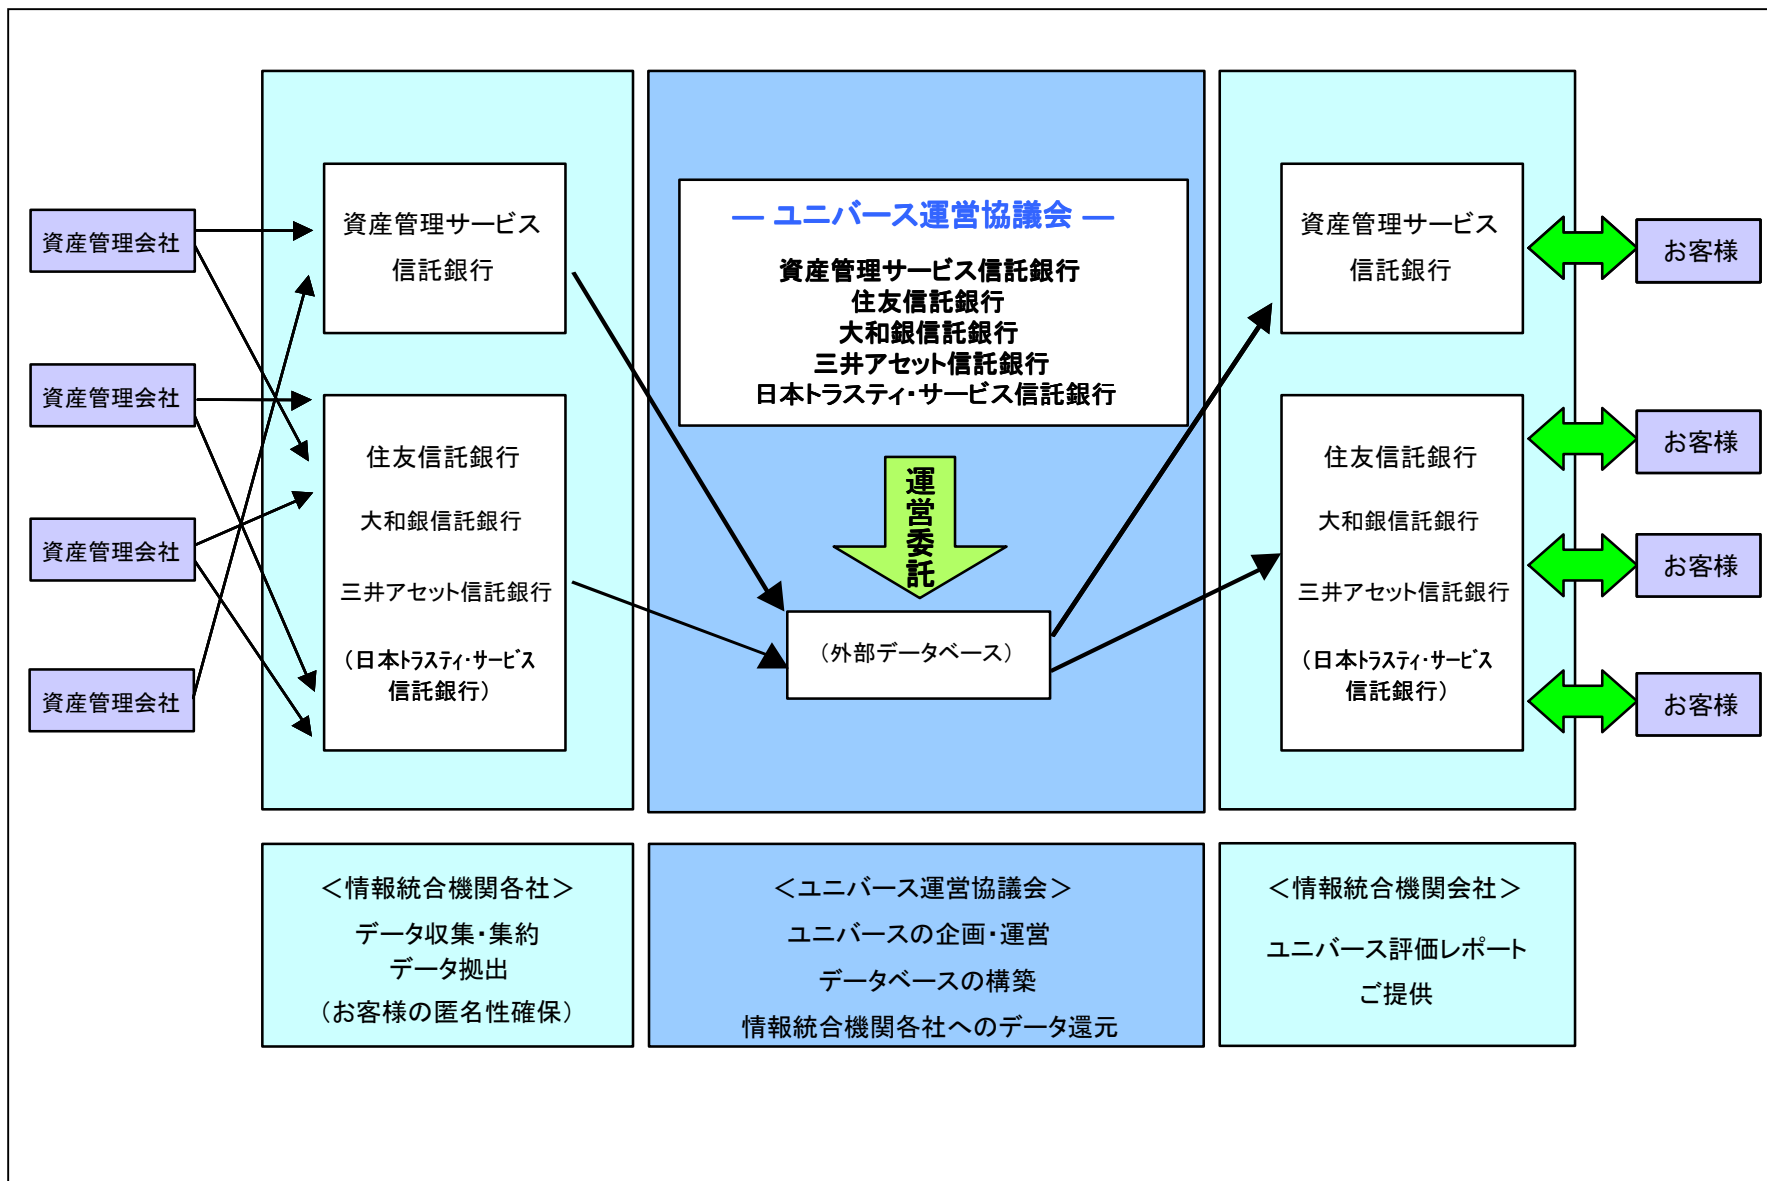 資産管理会社
資産管理会社
資産管理会社
資産管理会社
資産管理サービス
信託銀行
住友信託銀行
大和銀信託銀行
三井アセット信託銀行
（日本トラスティ・サービス
信託銀行）
― ユニバース運営協議会 ―
資産管理サービス信託銀行
住友信託銀行
大和銀信託銀行
三井アセット信託銀行
日本トラスティ・サービス信託銀行
運営委託
（外部データベース）
資産管理サービス
信託銀行
住友信託銀行
大和銀信託銀行
三井アセット信託銀行
（日本トラスティ・サービス
信託銀行）
お客様
お客様
お客様
お客様
＜情報統合機関各社＞
データ収集・集約
データ拠出
（お客様の匿名性確保）
＜ユニバース運営協議会＞
ユニバースの企画・運営
データベースの構築
情報統合機関各社へのデータ還元
＜情報統合機関会社＞
ユニバース評価レポート
ご提供